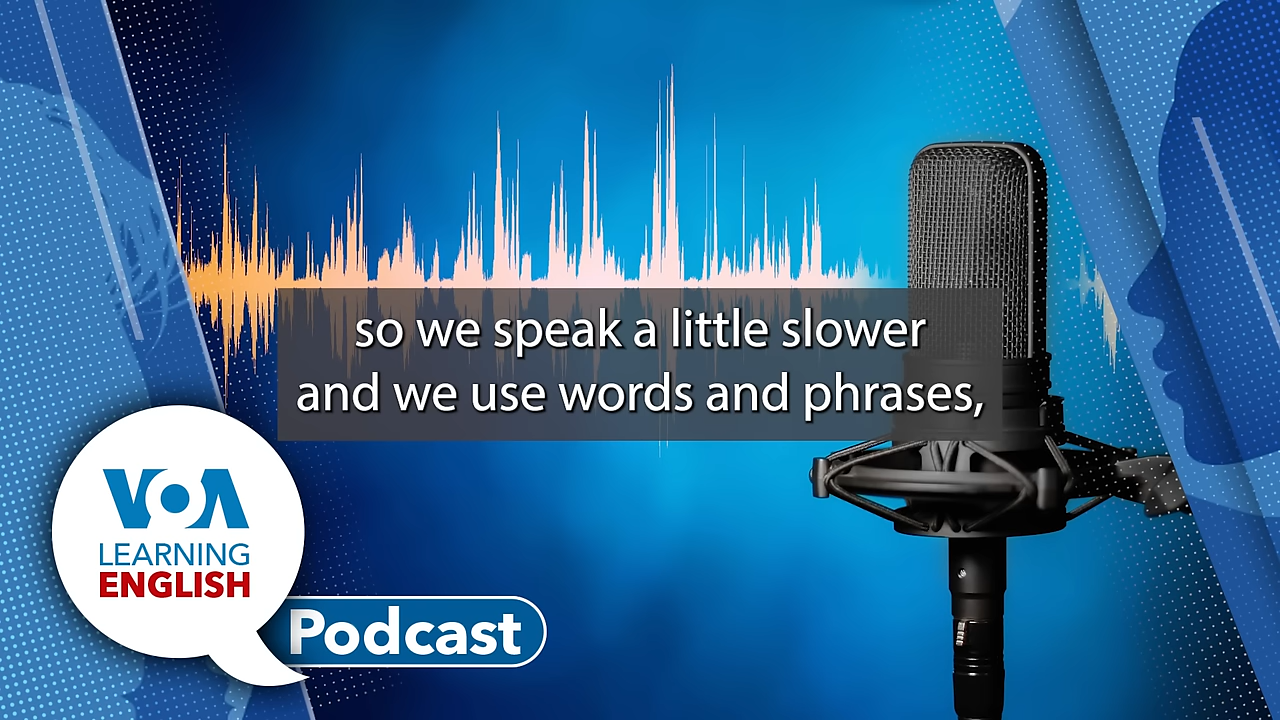 so we speak a little slower
and we use words and phrases,
VOA
LEARNING
ENGLISH
Podcast